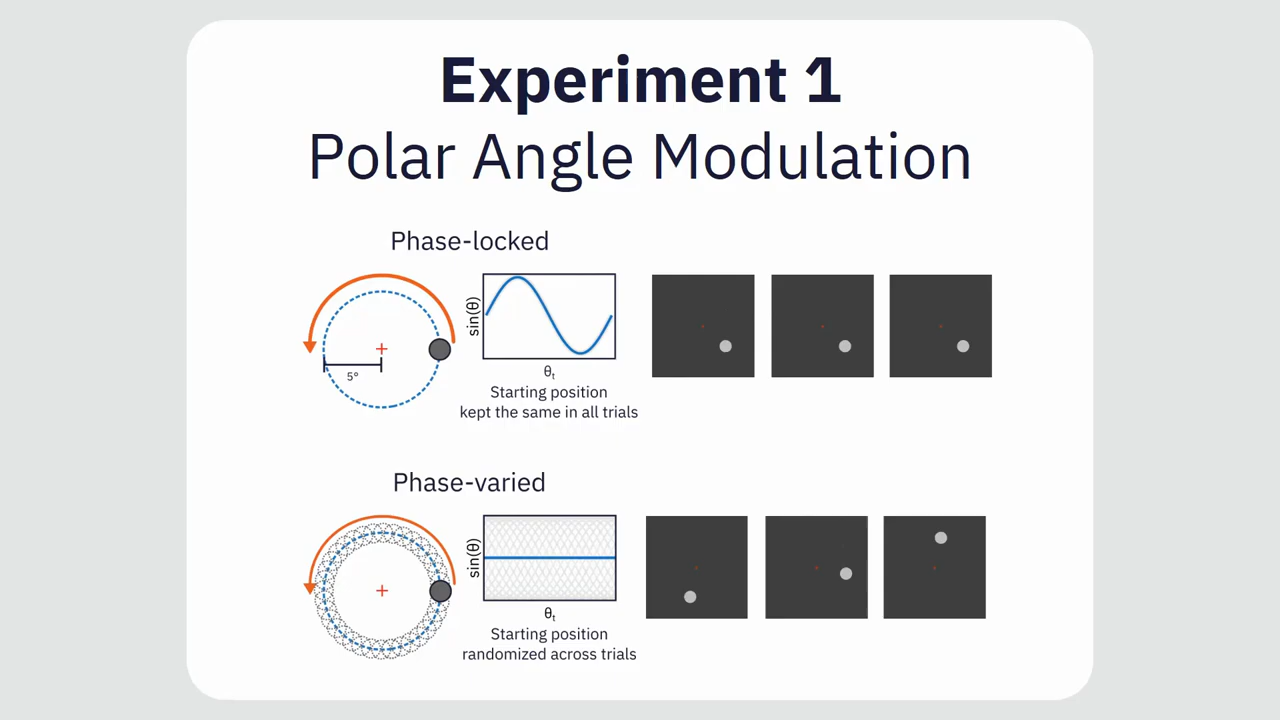 Experiment 1
Polar Angle Modulation
Phase-locked
5°
sin(θ)
θt
Starting position
kept the same in all trials
Phase-varied
sin(θ)
θt
Starting position
randomized across trials